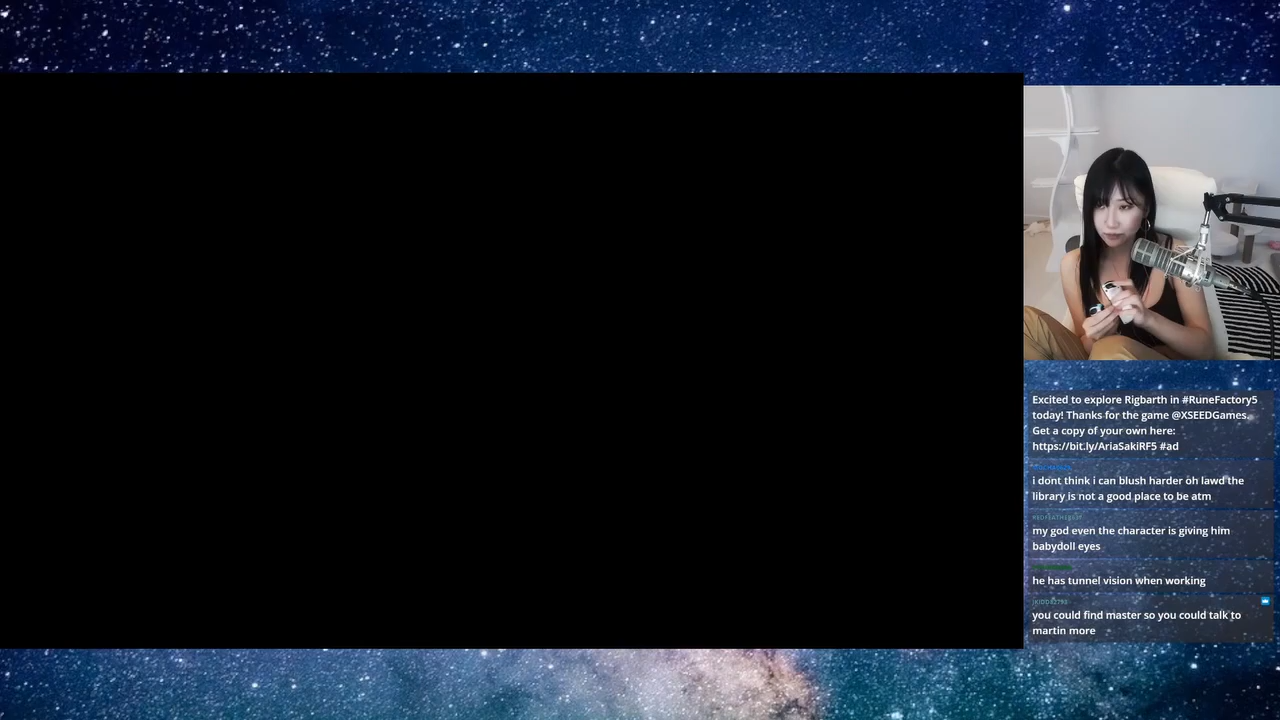 Excited to explore Rigbarth in #RuneFactory5
today! Thanks for the game @XSEEDGames.
Get a copy of your own here:
https://bit.ly/AriaSakiRF5 #ad
i dont think i can blush harder oh lawd the
library is not a good place to be atm
my god even the character is giving him
babydoll eyes
he has tunnel vision when working
you could find master so you could talk to
martin more